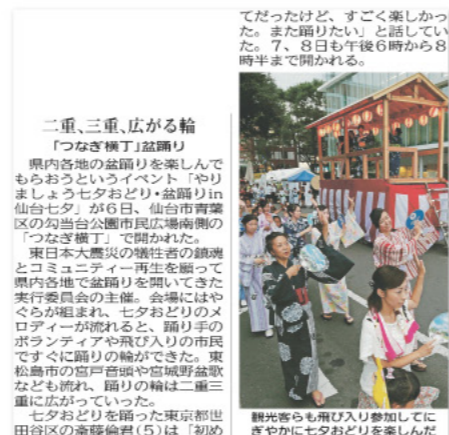 二重、三重、広がる輪
「つなぎ横丁」盆踊り
県内各地の盆踊りを楽しんで
もらおうというイベント「やり
ましょう七夕おどり・盆踊りin
仙台七夕」が6日、仙台市青葉
区の勾当台公園市民広場南側の
「つなぎ横丁」で開かれた。
東日本大震災の犠牲者の鎮魂
とコミュニティー再生を願って
県内各地で盆踊りを開いてきた
実行委員会の主催。会場にはや
ぐらが組まれ、七夕おどりのメ
ロディーが流れると、踊り手の
ボランティアや飛び入りの市民
ですぐに踊りの輪ができた。東
松島市の宮戸音頭や宮城野盆歌
なども流れ、踊りの輪は二重三
重に広がっていった。
七夕おどりを踊った東京都世
田谷区の斎藤倫君(5)は「初め
てだったけど、すごく楽しかっ
た。また踊りたい」と話してい
た。7、8日も午後6時から8
時半まで開かれる。
観光客らも飛び入り参加してに
ぎやかに七夕おどりを楽しんだ